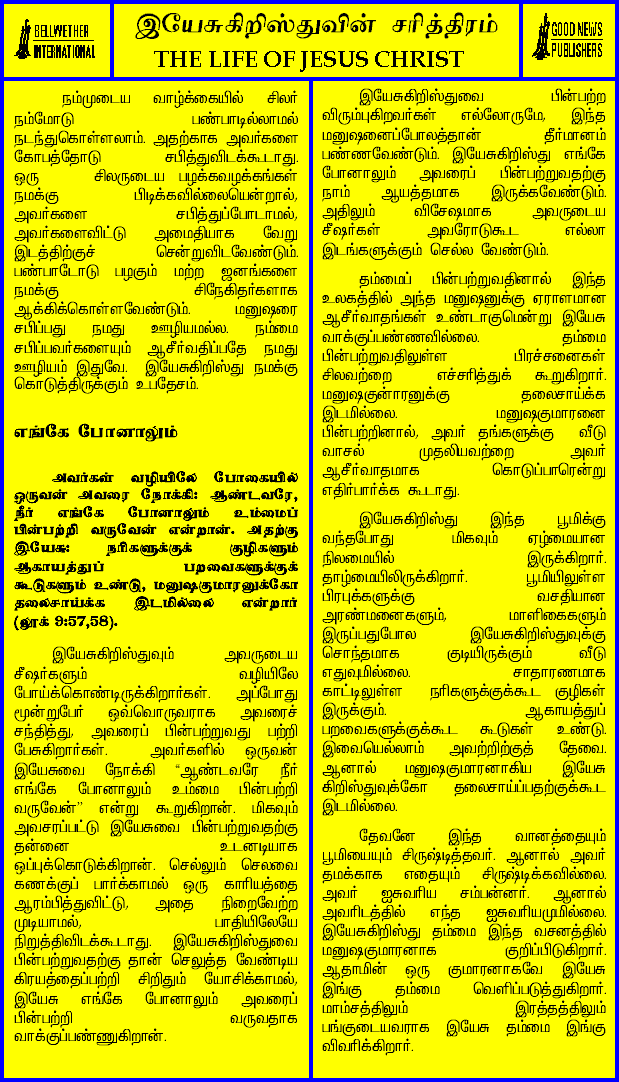 BELLWETHER
INTERNATIONAL
இயேசுகிறிஸ்துவின் சரித்திரம்
THE LIFE OF JESUS CHRIST
GOOD NEWS
PUBLISHERS
நம்முடைய வாழ்க்கையில் சிலர்
நம்மோடு பண்பாடில்லாமல்
நடந்துகொள்ளலாம். அதற்காக அவர்களை
கோபத்தோடு சபித்துவிடக்கூடாது.
ஒரு சிலருடைய பழக்கவழக்கங்கள்
நமக்கு பிடிக்கவில்லையென்றால்,
அவர்களை சபித்துப்போடாமல்,
அவர்களைவிட்டு அமைதியாக வேறு
இடத்திற்குச் சென்றுவிடவேண்டும்.
பண்பாடோடு பழகும் மற்ற ஜனங்களை
நமக்கு சிநேகிதர்களாக
ஆக்கிக்கொள்ளவேண்டும். மனுஷரை
சபிப்பது நமது ஊழியமல்ல. நம்மை
சபிப்பவர்களையும் ஆசீர்வதிப்பதே நமது
ஊழியம் இதுவே. இயேசுகிறிஸ்து நமக்கு
கொடுத்திருக்கும் உபதேசம்.
எங்கே போனாலும்
அவர்கள் வழியிலே போகையில்
ஒருவன் அவரை நோக்கி: ஆண்டவரே,
நீர் எங்கே போனாலும் உம்மைப்
பின்பற்றி வருவேன் என்றான். அதற்கு
இயேசு: நரிகளுக்குக் குழிகளும்
ஆகாயத்துப் பறவைகளுக்குக்
கூடுகளும் உண்டு, மனுஷகுமாரனுக்கோ
தலைசாய்க்க இடமில்லை என்றார்
(லூக் 9:57,58).
இயேசுகிறிஸ்துவும் அவருடைய
சீஷர்களும் வழியிலே
போய்க்கொண்டிருக்கிறார்கள். அப்போது
மூன்றுபேர் ஒவ்வொருவராக அவரைச்
சந்தித்து, அவரைப் பின்பற்றுவது பற்றி
பேசுகிறார்கள். அவர்களில் ஒருவன்
இயேசுவை நோக்கி “ஆண்டவரே நீர்
எங்கே போனாலும் உம்மை பின்பற்றி
வருவேன்” என்று கூறுகிறான். மிகவும்
அவசரப்பட்டு இயேசுவை பின்பற்றுவதற்கு
தன்னை உடனடியாக
ஒப்புக்கொடுக்கிறான். செல்லும் செலவை
கணக்குப் பார்க்காமல் ஒரு காரியத்தை
ஆரம்பித்துவிட்டு, அதை நிறைவேற்ற
முடியாமல், பாதியிலேயே
நிறுத்திவிடக்கூடாது. இயேசுகிறிஸ்துவை
பின்பற்றுவதற்கு தான் செலுத்த வேண்டிய
கிரயத்தைப்பற்றி சிறிதும் யோசிக்காமல்,
இயேசு எங்கே போனாலும் அவரைப்
பின்பற்றி வருவதாக
வாக்குப்பண்ணுகிறான்.
இயேசுகிறிஸ்துவை பின்பற்ற
விரும்புகிறவர்கள் எல்லோருமே, இந்த
மனுஷனைப்போலத்தான் தீர்மானம்
பண்ணவேண்டும். இயேசுகிறிஸ்து எங்கே
போனாலும் அவரைப் பின்பற்றுவதற்கு
நாம் ஆயத்தமாக இருக்கவேண்டும்.
அதிலும் விசேஷமாக அவருடைய
சீஷர்கள் அவரோடுகூட எல்லா
இடங்களுக்கும் செல்ல வேண்டும்.
தம்மைப் பின்பற்றுவதினால் இந்த
உலகத்தில் அந்த மனுஷனுக்கு ஏராளமான
ஆசீர்வாதங்கள் உண்டாகுமென்று இயேசு
வாக்குப்பண்ணவில்லை. தம்மை
பின்பற்றுவதிலுள்ள பிரச்சனைகள்
சிலவற்றை எச்சரித்துக் கூறுகிறார்.
மனுஷகுனாரனுக்கு தலைசாய்க்க
இடமில்லை. மனுஷகுமாரனை
பின்பற்றினால், அவர் தங்களுக்கு வீடு
வாசல் முதலியவற்றை அவர்
ஆசீர்வாதமாக கொடுப்பாரென்று
எதிர்பார்க்க கூடாது.
இயேசுகிறிஸ்து இந்த பூமிக்கு
வந்தபோது மிகவும் ஏழ்மையான
நிலமையில் இருக்கிறார்.
தாழ்மையிலிருக்கிறார். பூமியிலுள்ள
பிரபுக்களுக்கு வசதியான
அரண்மனைகளும், மாளிகைகளும்
இருப்பதுபோல இயேசுகிறிஸ்துவுக்கு
சொந்தமாக குடியிருக்கும் வீடு
எதுவுமில்லை. சாதாரணமாக
காட்டிலுள்ள நரிகளுக்குக்கூட குழிகள்
இருக்கும். ஆகாயத்துப்
பறவைகளுக்குக்கூட கூடுகள் உண்டு.
இவையெல்லாம் அவற்றிற்குத் தேவை.
ஆனால் மனுஷகுமாரனாகிய இயேசு
கிறிஸ்துவுக்கோ தலைசாய்ப்பதற்குக்கூட
இடமில்லை.
தேவனே இந்த வானத்தையும்
பூமியையும் சிருஷ்டித்தவர். ஆனால் அவர்
தமக்காக எதையும் சிருஷ்டிக்கவில்லை.
அவர் ஐசுவரிய சம்பன்னர். ஆனால்
அவரிடத்தில் எந்த ஐசுவரியமுமில்லை.
இயேசுகிறிஸ்து தம்மை இந்த வசனத்தில்
மனுஷகுமாரனாக குறிப்பிடுகிறார்.
ஆதாமின் ஒரு குமாரனாகவே இயேசு
இங்கு தம்மை வெளிப்படுத்துகிறார்.
மாம்சத்திலும் இரத்தத்திலும்
பங்குடையவராக இயேசு தம்மை இங்கு
விவரிக்கிறார்.